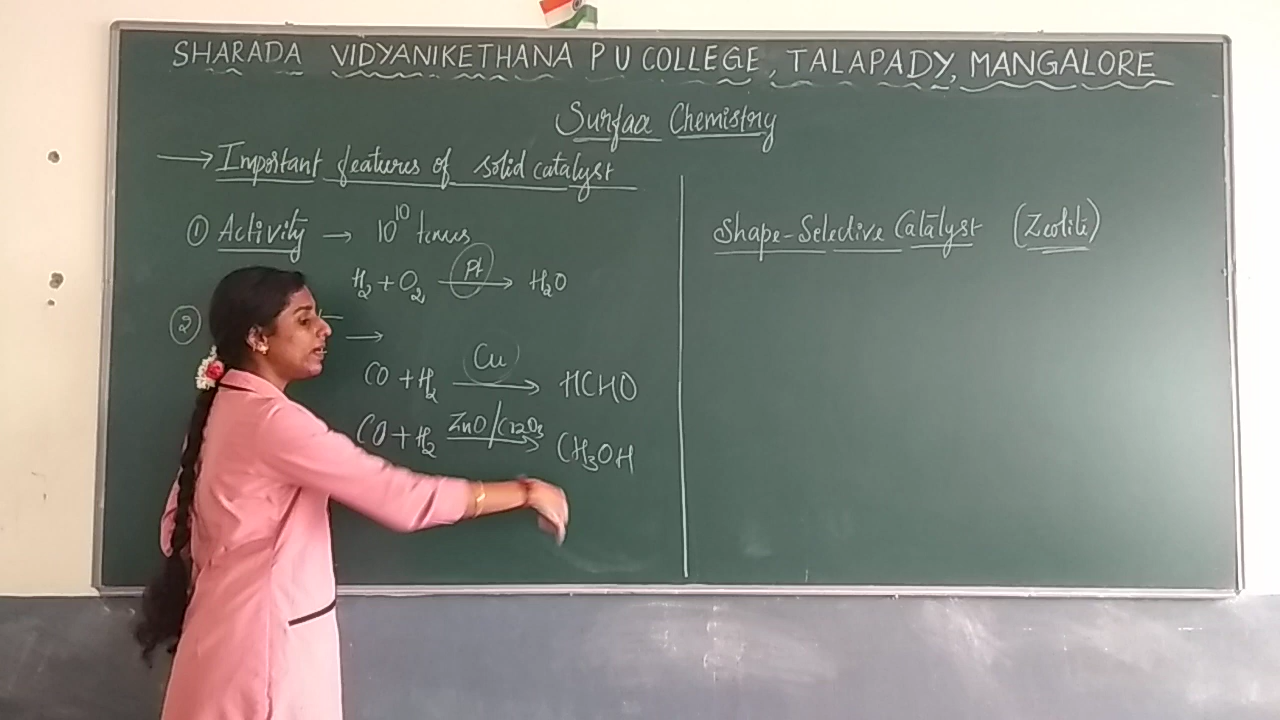 SHARADA VIDYANIKETHANA P U COLLEGE, TALAPADY, MANGALORE
Surface Chemistry
→ Important features of solid catalyst
① Activity → 10¹⁰ times
H₂ + O₂ Pt → H₂O
②
→
CO + H₂ Cu → HCHO
CO + H₂ ZnO/Cr₂O₃ → CH₃OH
Shape-Selective Catalyst (Zeolite)